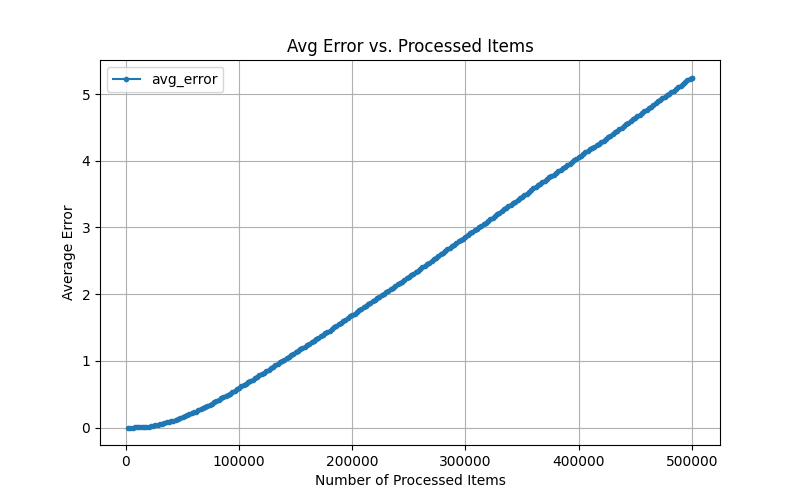 Avg Error vs. Processed Items
avg_error
5
4
3
2
1
0
Average Error
0 100000 200000 300000 400000 500000
Number of Processed Items